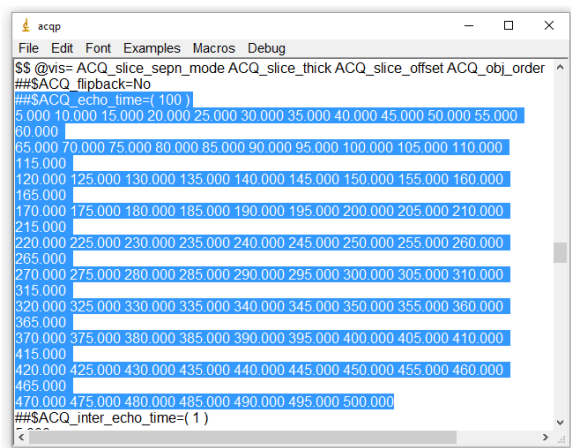 acqp
File Edit Font Examples Macros Debug
$$ @vis= ACQ_slice_sepn_mode ACQ_slice_thick ACQ_slice_offset ACQ_obj_order
##$ACQ_flipback=No
##$ACQ_echo_time=( 100 )
5.000 10.000 15.000 20.000 25.000 30.000 35.000 40.000 45.000 50.000 55.000
60.000
65.000 70.000 75.000 80.000 85.000 90.000 95.000 100.000 105.000 110.000
115.000
120.000 125.000 130.000 135.000 140.000 145.000 150.000 155.000 160.000
165.000
170.000 175.000 180.000 185.000 190.000 195.000 200.000 205.000 210.000
215.000
220.000 225.000 230.000 235.000 240.000 245.000 250.000 255.000 260.000
265.000
270.000 275.000 280.000 285.000 290.000 295.000 300.000 305.000 310.000
315.000
320.000 325.000 330.000 335.000 340.000 345.000 350.000 355.000 360.000
365.000
370.000 375.000 380.000 385.000 390.000 395.000 400.000 405.000 410.000
415.000
420.000 425.000 430.000 435.000 440.000 445.000 450.000 455.000 460.000
465.000
470.000 475.000 480.000 485.000 490.000 495.000 500.000
##$ACQ_inter_echo_time=( 1 )